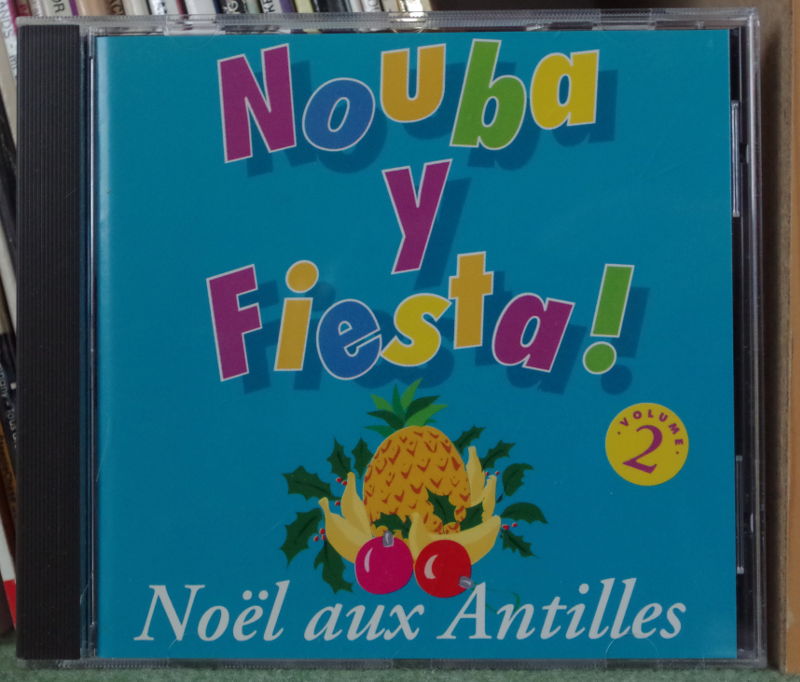 Nouba
y
Fiesta!
· VOLUME ·
2
Noël aux Antilles